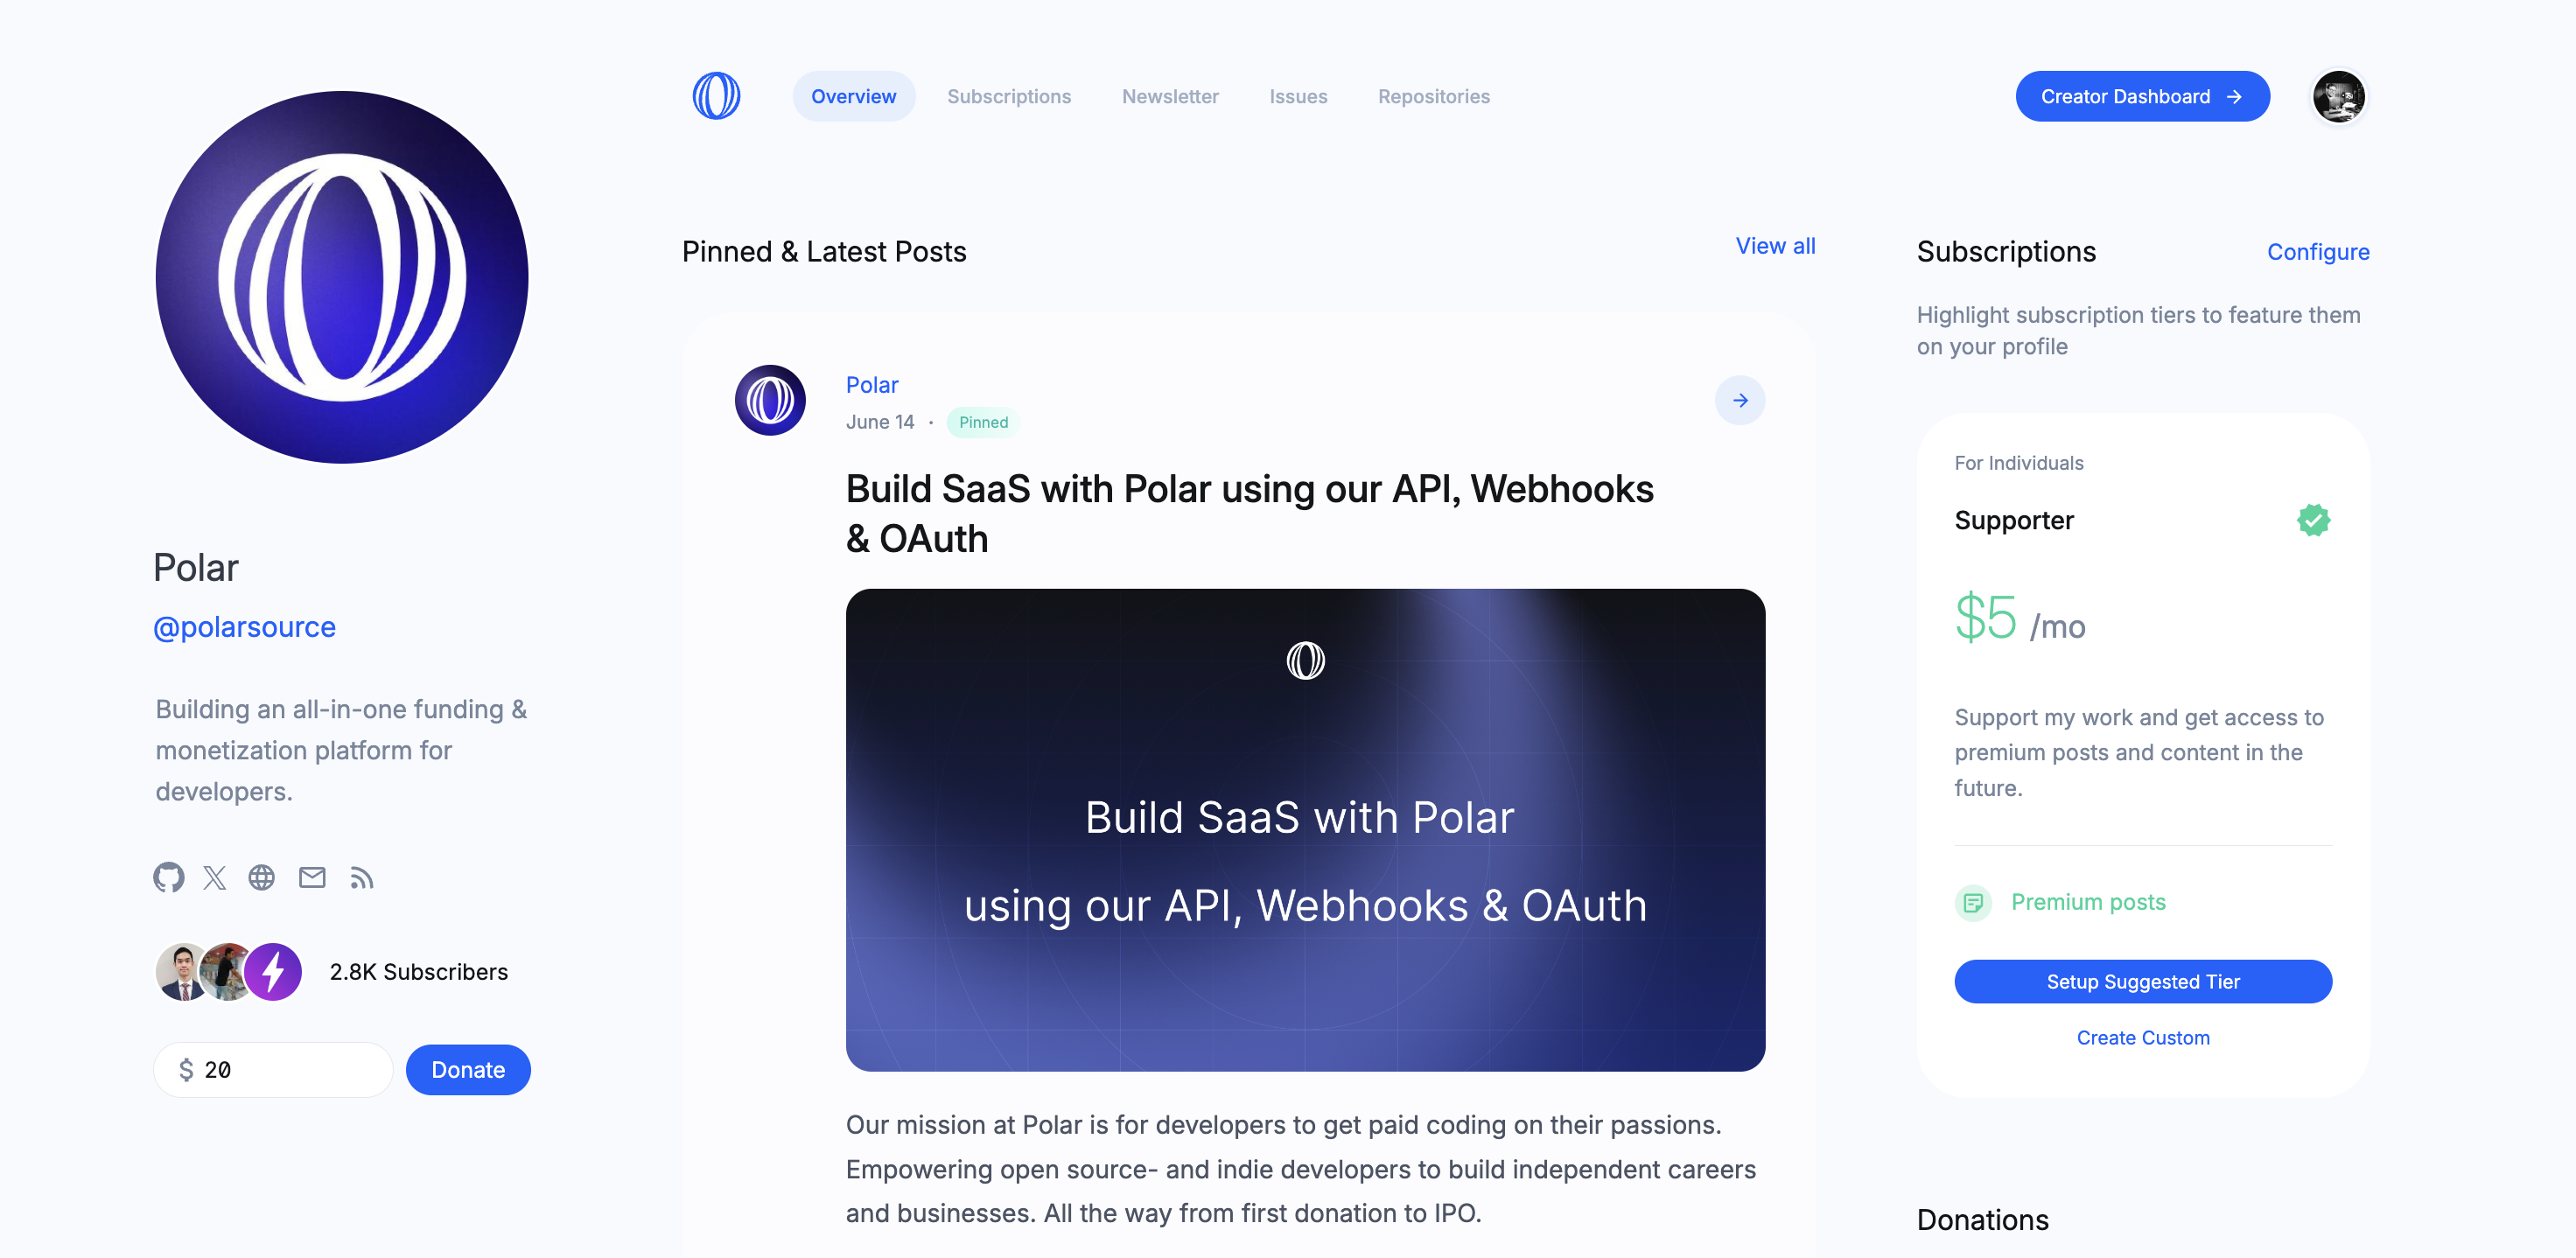 Overview
Subscriptions
Newsletter
Issues
Repositories
Creator Dashboard
Polar
@polarsource
Building an all-in-one funding &
monetization platform for
developers.
2.8K Subscribers
$ 20
Donate
Pinned & Latest Posts
View all
Polar
June 14 · Pinned
Build SaaS with Polar using our API, Webhooks
& OAuth
Build SaaS with Polar
using our API, Webhooks & OAuth
Our mission at Polar is for developers to get paid coding on their passions.
Empowering open source- and indie developers to build independent careers
and businesses. All the way from first donation to IPO.
Subscriptions
Configure
Highlight subscription tiers to feature them
on your profile
For Individuals
Supporter
$5 /mo
Support my work and get access to
premium posts and content in the
future.
Premium posts
Setup Suggested Tier
Create Custom
Donations